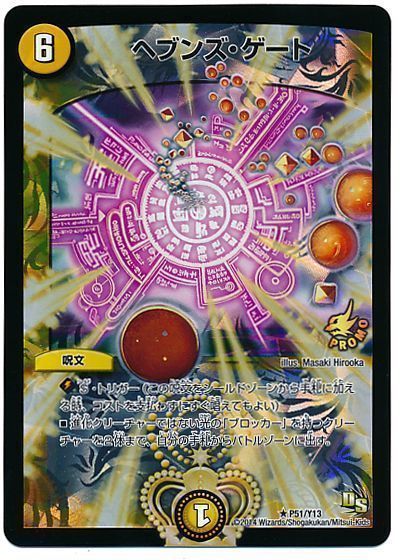 6
ヘブンズ・ゲート
PROMO
illus. Masaki Hirooka
呪文
S・トリガー (この呪文をシールドゾーンから手札に加え
る時、コストを支払わずにすぐ唱えてもよい)
■進化クリーチャーではない光の「ブロッカー」を持つクリ
ーチャーを2体まで、自分の手札からバトルゾーンに出す。
1
DS
★P51/Y13
©2014 Wizards/Shogakukan/Mitsui-Kids